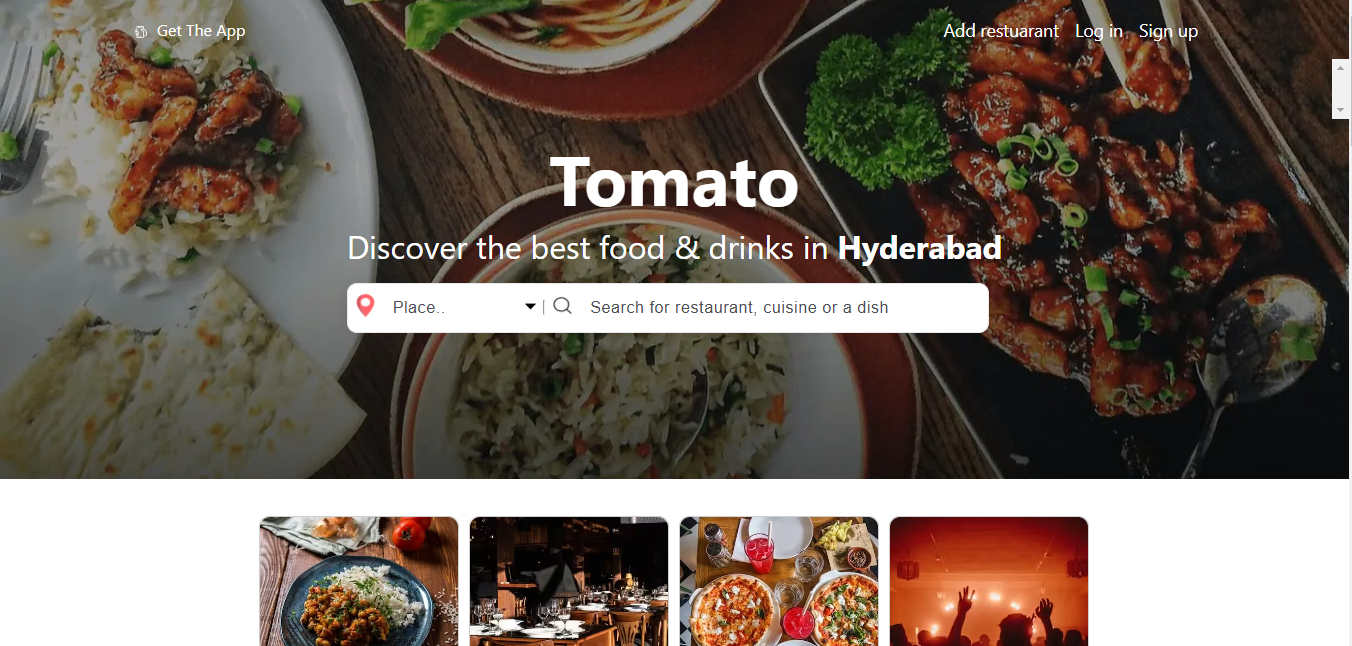 Get The App
Add restuarant Log in Sign up
Tomato
Discover the best food & drinks in Hyderabad
Place.. | Search for restaurant, cuisine or a dish